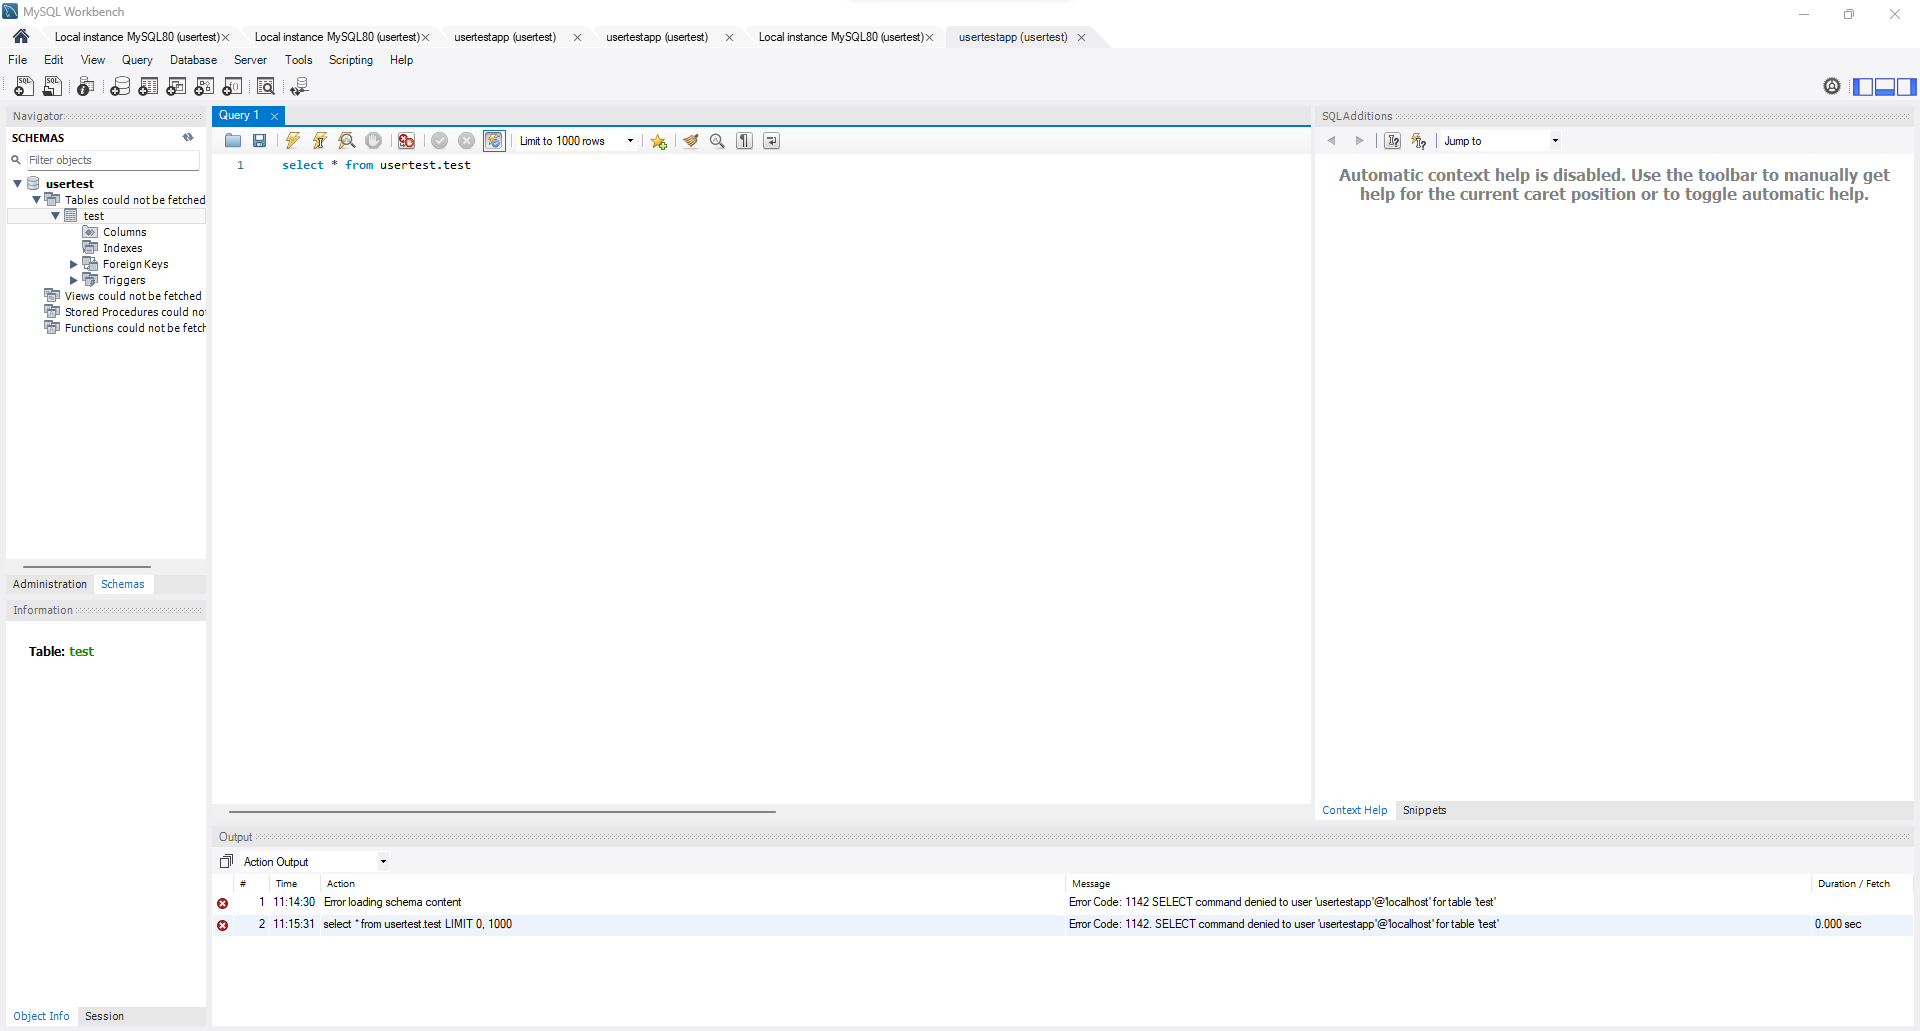 MySQL Workbench
Local instance MySQL80 (usertest) Local instance MySQL80 (usertest) usertestapp (usertest) usertestapp (usertest) Local instance MySQL80 (usertest) usertestapp (usertest)
File Edit View Query Database Server Tools Scripting Help
Navigator
SCHEMAS
Filter objects
usertest
Tables could not be fetched
test
Columns
Indexes
Foreign Keys
Triggers
Views could not be fetched
Stored Procedures could not
Functions could not be fetch
Administration Schemas
Information
Table: test
Object Info Session
Query 1
Limit to 1000 rows
1 select * from usertest.test
SQLAdditions
Jump to
Automatic context help is disabled. Use the toolbar to manually get
help for the current caret position or to toggle automatic help.
Context Help Snippets
Output
Action Output
# Time Action Message Duration / Fetch
1 11:14:30 Error loading schema content Error Code: 1142 SELECT command denied to user 'usertestapp'@'localhost' for table 'test'
2 11:15:31 select * from usertest.test LIMIT 0, 1000 Error Code: 1142. SELECT command denied to user 'usertestapp'@'localhost' for table 'test' 0.000 sec